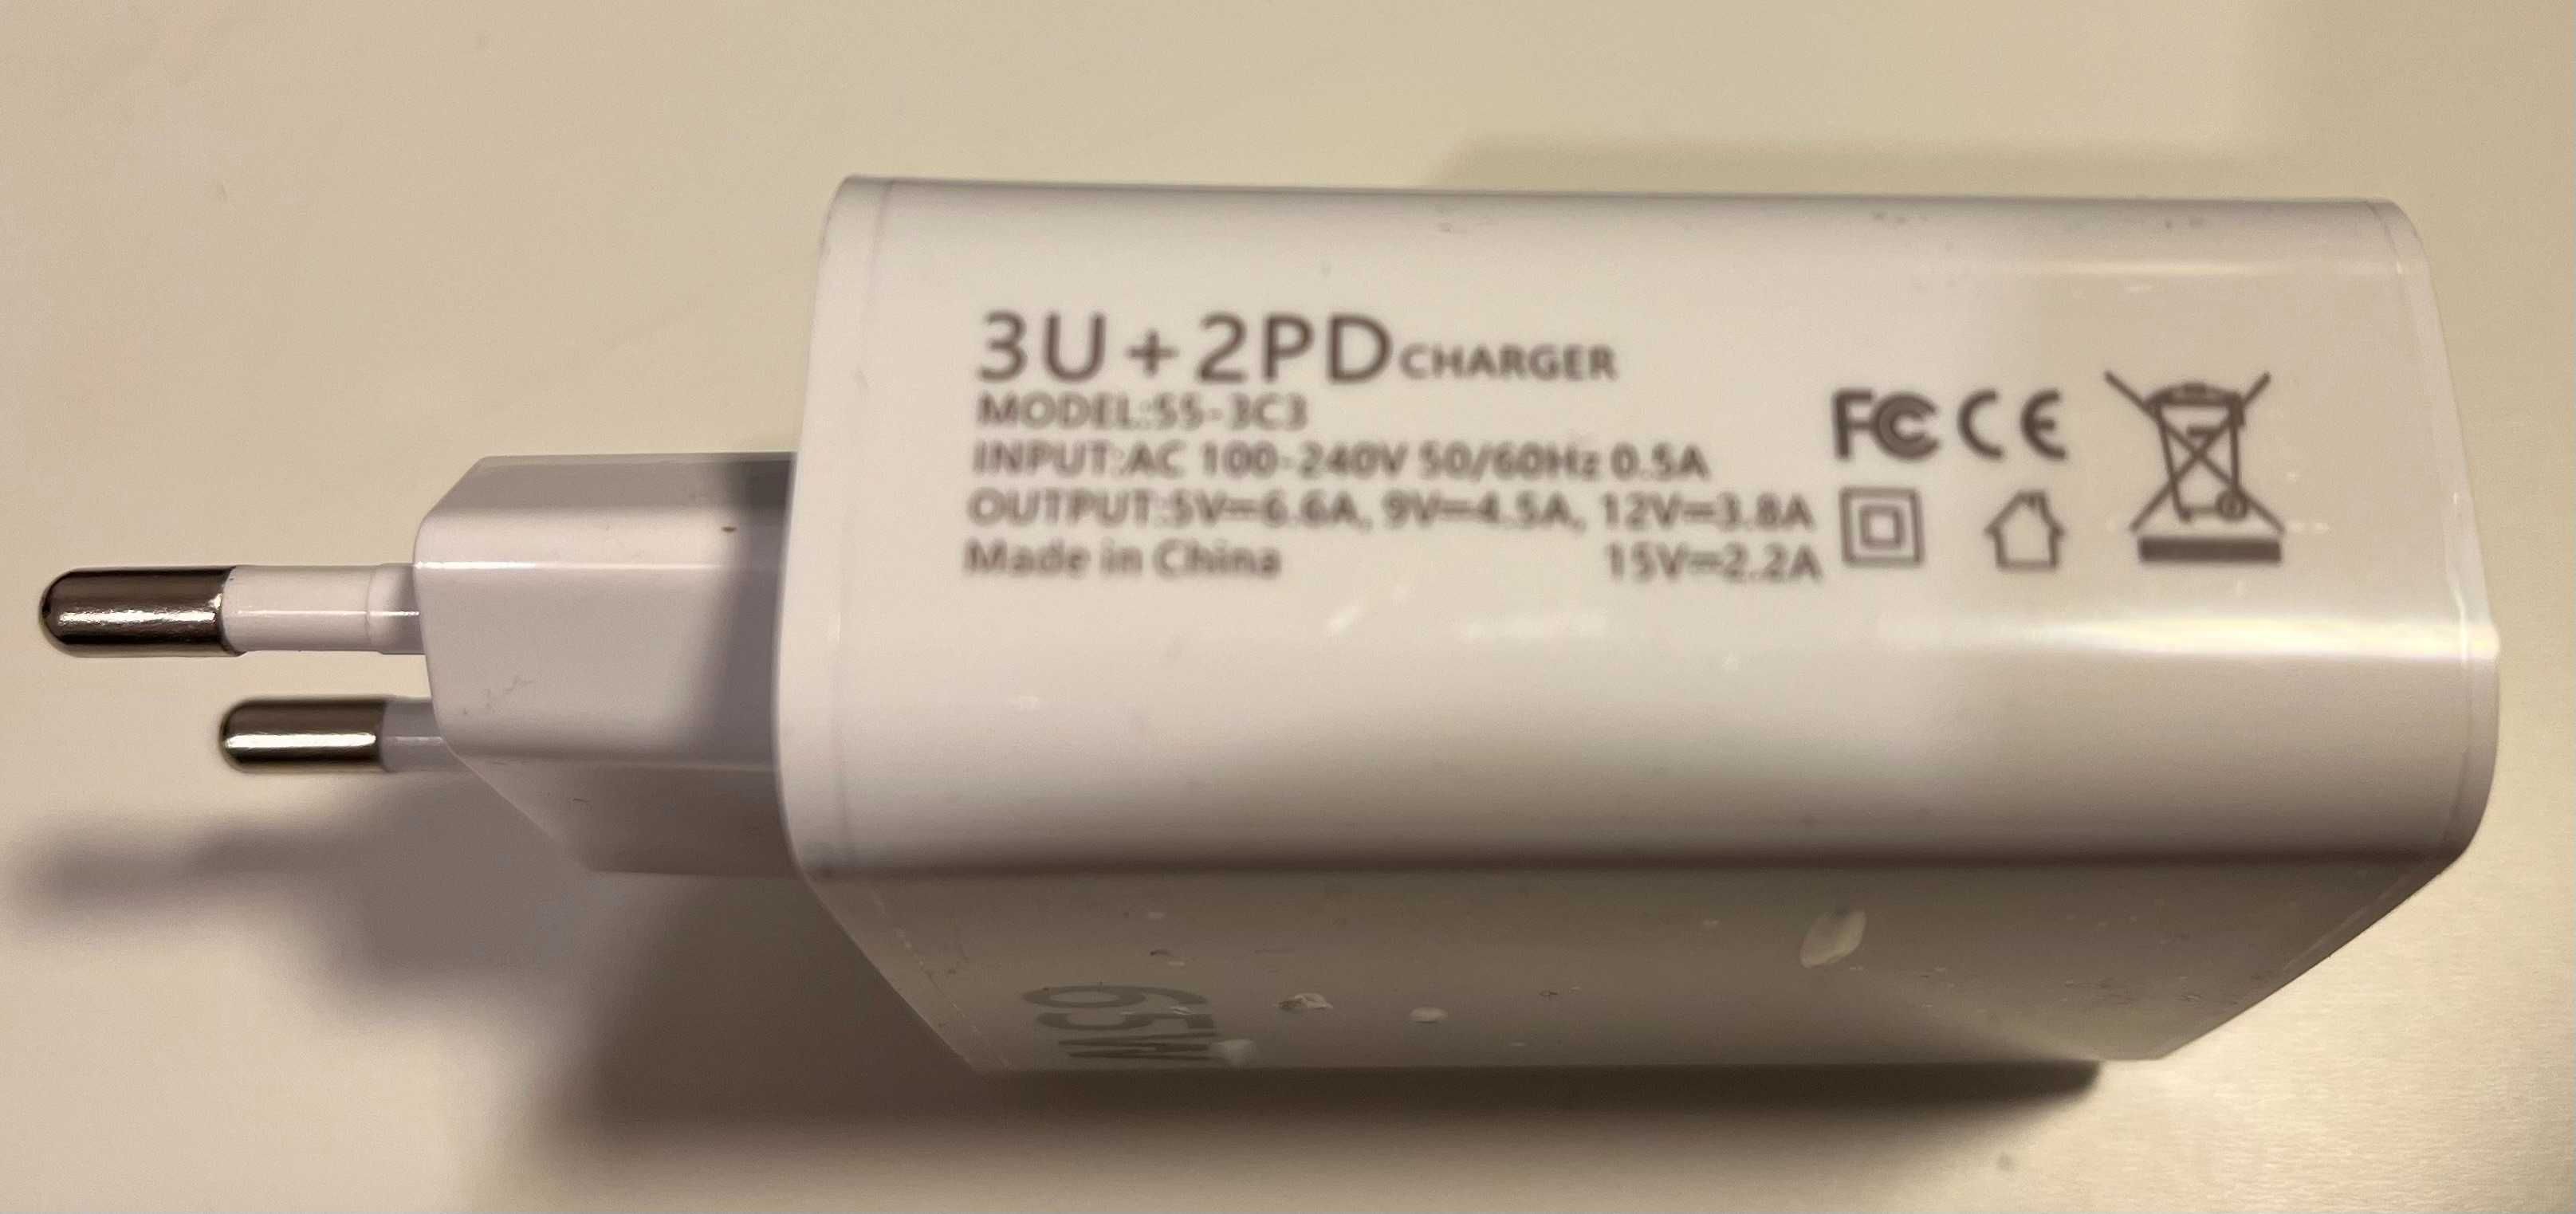 3U+2PD CHARGER
MODEL:S5-3C3
INPUT:AC 100-240V 50/60Hz 0.5A
OUTPUT:5V⎓6.6A, 9V⎓4.5A, 12V⎓3.8A
Made in China 15V⎓2.2A
FC CE
65W